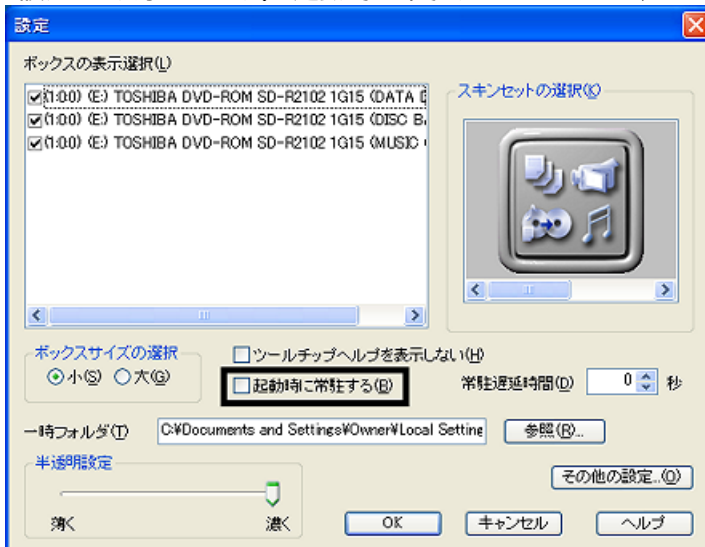 設定
ボックスの表示選択(L)
(1:0:0) (E:) TOSHIBA DVD-ROM SD-R2102 1G15 (DATA
(1:0:0) (E:) TOSHIBA DVD-ROM SD-R2102 1G15 (DISC
(1:0:0) (E:) TOSHIBA DVD-ROM SD-R2102 1G15 (MUSIC
スキンセットの選択(K)
ボックスサイズの選択
小(S) 大(G)
ツールチップヘルプを表示しない(H)
起動時に常駐する(B)
常駐遅延時間(D) 0 秒
一時フォルダ(T) C:¥Documents and Settings¥Owner¥Local Setting 参照(R)...
半透明設定
薄く 濃く
その他の設定...(O)
OK キャンセル ヘルプ